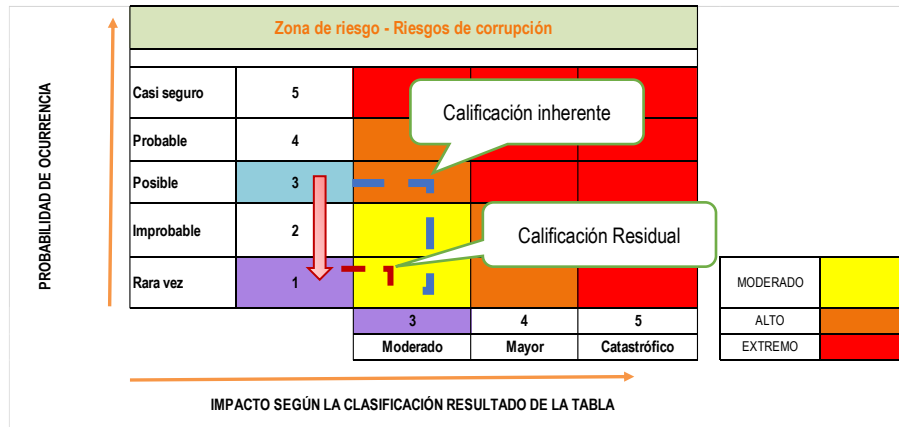 Zona de riesgo - Riesgos de corrupción
PROBABILIDAD DE OCURRENCIA
Casi seguro 5
Calificación inherente
Probable 4
Posible 3
Improbable 2
Calificación Residual
Rara vez 1
3 4 5
Moderado Mayor Catastrófico
MODERADO
ALTO
EXTREMO
IMPACTO SEGÚN LA CLASIFICACIÓN RESULTADO DE LA TABLA